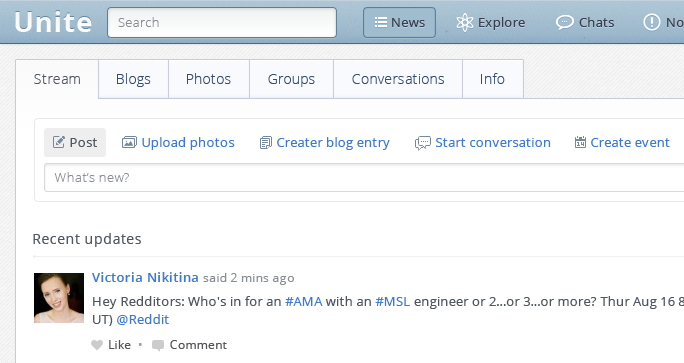 Unite Search News Explore Chats No
Stream Blogs Photos Groups Conversations Info
Post Upload photos Creater blog entry Start conversation Create event
What's new?
Recent updates
Victoria Nikitina said 2 mins ago
Hey Redditors: Who's in for an #AMA with an #MSL engineer or 2...or 3...or more? Thur Aug 16 8
UT) @Reddit
Like • Comment